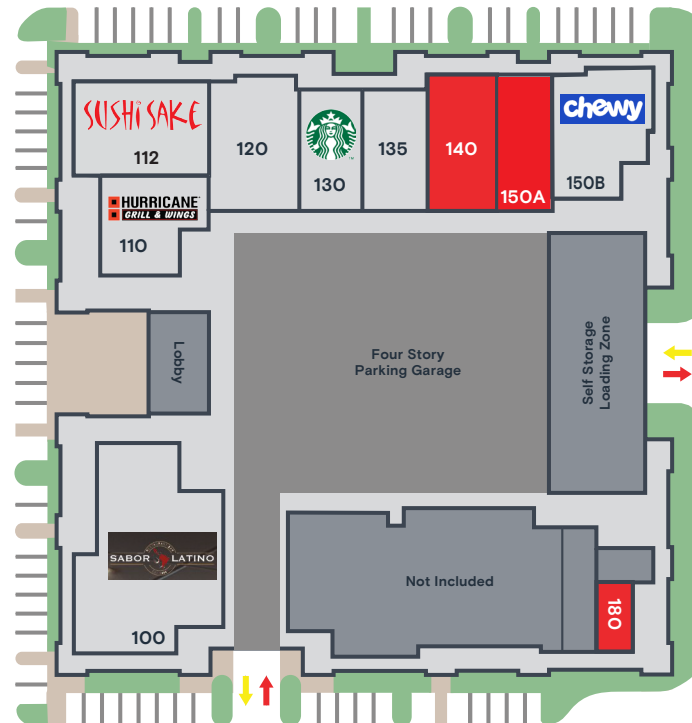 SUSHi SAKE
112
120
130
135
140
150A
chewy
150B
HURRICANE
GRILL & WINGS
110
Lobby
Four Story
Parking Garage
Self Storage
Loading Zone
SABOR LATINO
100
Not Included
180